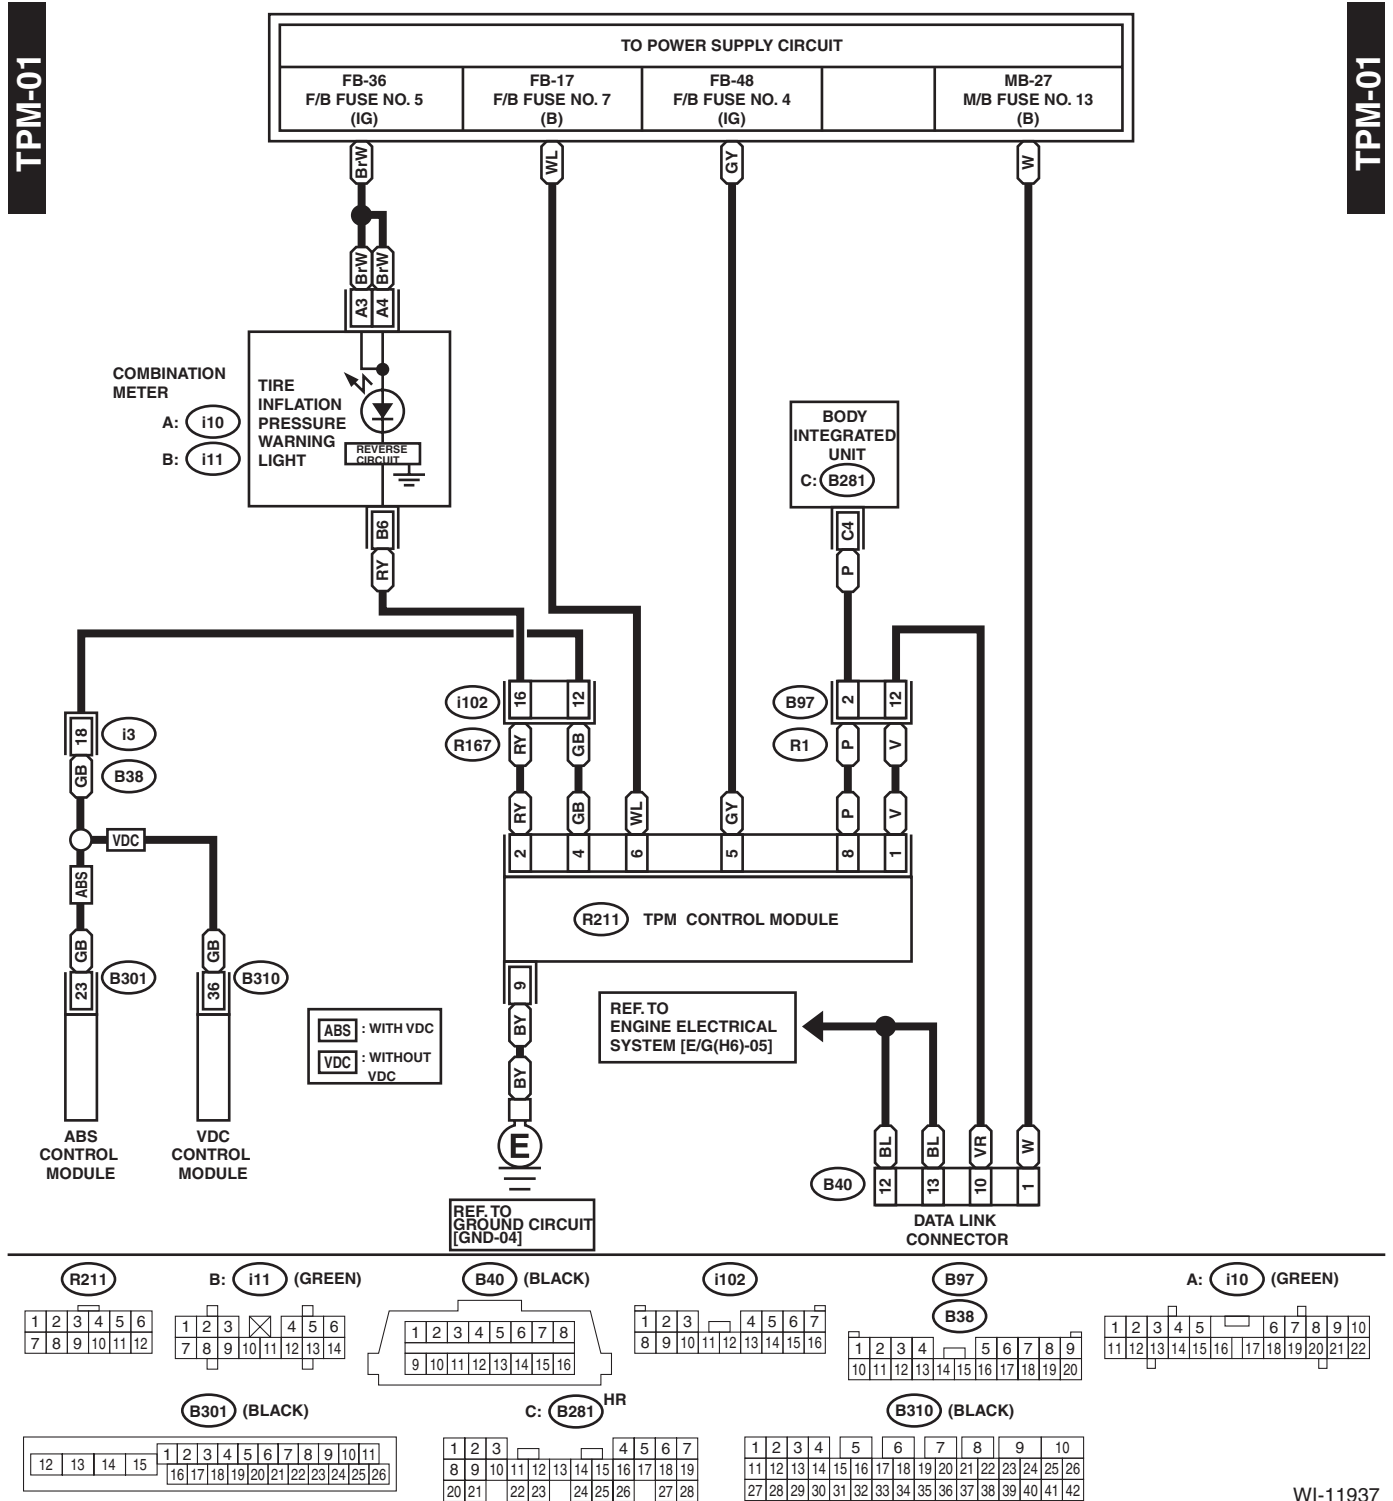 TPM-01
TPM-01
TO POWER SUPPLY CIRCUIT
FB-36
F/B FUSE NO. 5
(IG)
FB-17
F/B FUSE NO. 7
(B)
FB-48
F/B FUSE NO. 4
(IG)
MB-27
M/B FUSE NO. 13
(B)
BrW
WL
GY
W
BrW
BrW
A3
A4
COMBINATION
METER
A: i10
B: i11
TIRE
INFLATION
PRESSURE
WARNING
LIGHT
REVERSE
CIRCUIT
B6
RY
BODY
INTEGRATED
UNIT
C: B281
C4
P
i102
16
12
B97
2
12
R167
RY
GB
R1
P
V
18
i3
GB
B38
RY
GB
WL
GY
P
V
2
4
6
5
8
1
VDC
ABS
R211 TPM CONTROL MODULE
GB
GB
23
B301
36
B310
9
BY
BY
E
ABS : WITH VDC
VDC : WITHOUT
VDC
REF. TO
ENGINE ELECTRICAL
SYSTEM [E/G(H6)-05]
ABS
CONTROL
MODULE
VDC
CONTROL
MODULE
BL
BL
VR
W
B40
12
13
10
1
DATA LINK
CONNECTOR
REF. TO
GROUND CIRCUIT
[GND-04]
R211
1 2 3 4 5 6
7 8 9 10 11 12
B: i11 (GREEN)
1 2 3 4 5 6
7 8 9 10 11 12 13 14
B40 (BLACK)
1 2 3 4 5 6 7 8
9 10 11 12 13 14 15 16
i102
1 2 3 4 5 6 7
8 9 10 11 12 13 14 15 16
B97
B38
1 2 3 4 5 6 7 8 9
10 11 12 13 14 15 16 17 18 19 20
A: i10 (GREEN)
1 2 3 4 5 6 7 8 9 10
11 12 13 14 15 16 17 18 19 20 21 22
B301 (BLACK)
12 13 14 15
1 2 3 4 5 6 7 8 9 10 11
16 17 18 19 20 21 22 23 24 25 26
C: B281 HR
1 2 3 4 5 6 7
8 9 10 11 12 13 14 15 16 17 18 19
20 21 22 23 24 25 26 27 28
B310 (BLACK)
1 2 3 4 5 6 7 8 9 10
11 12 13 14 15 16 17 18 19 20 21 22 23 24 25 26
27 28 29 30 31 32 33 34 35 36 37 38 39 40 41 42
WI-11937